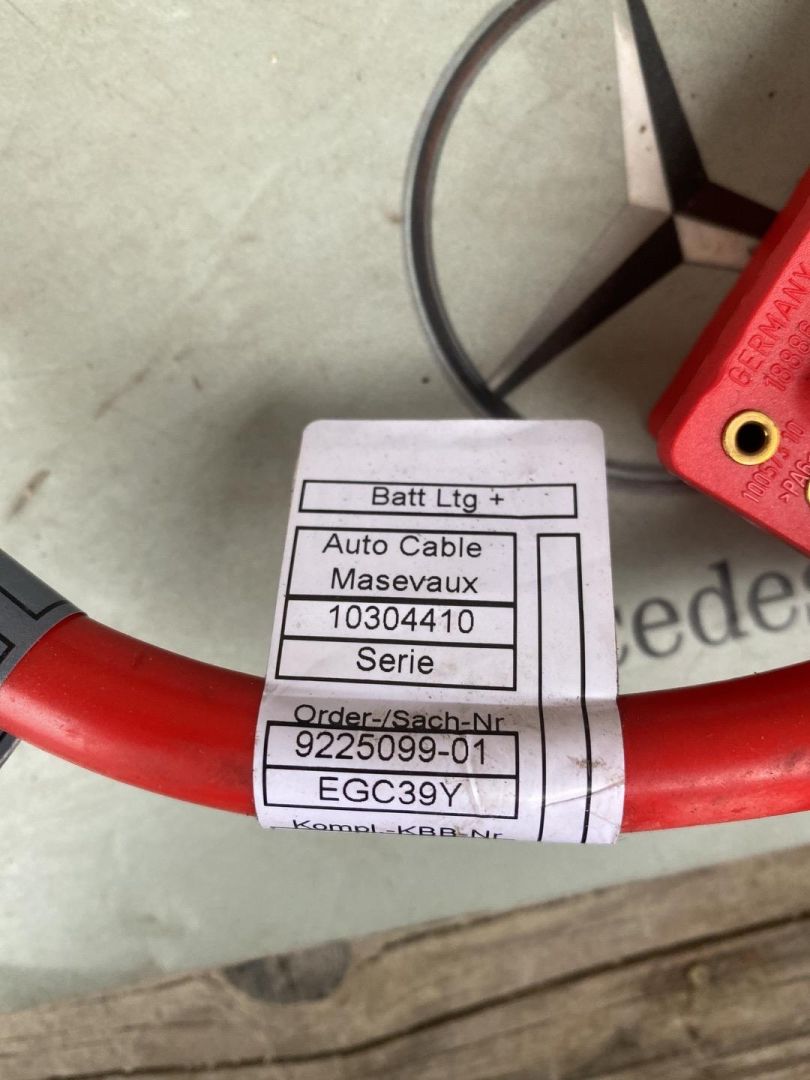 GERMANY
Batt Ltg +
Auto Cable
Masevaux
10304410
Serie
Order-/Sach-Nr
9225099-01
EGC39Y
Kompl.-KBB-Nr
cedes